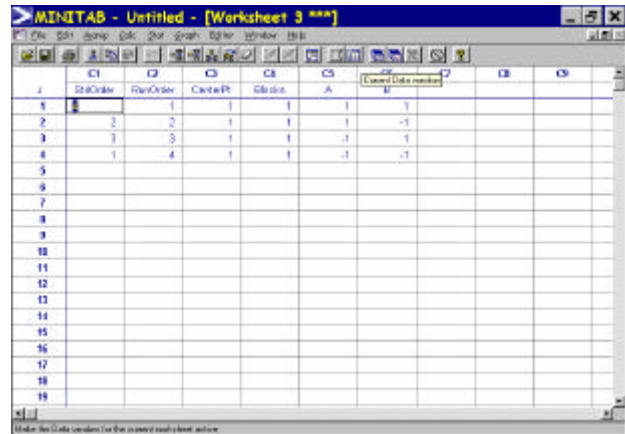 MINITAB - Untitled - [Worksheet 3 ***]
File Edit Manip Calc Stat Graph Editor Window Help
C1 C2 C3 C4 C5 C7 C8 C9
Current Data window
StdOrder RunOrder CenterPt Blocks A
1 1 1 1 1 1
2 2 2 1 1 1 -1
3 3 3 1 1 -1 1
4 1 4 1 1 -1 -1
5
6
7
8
9
10
11
12
13
14
15
16
17
18
19
Make the Data window for the current worksheet active